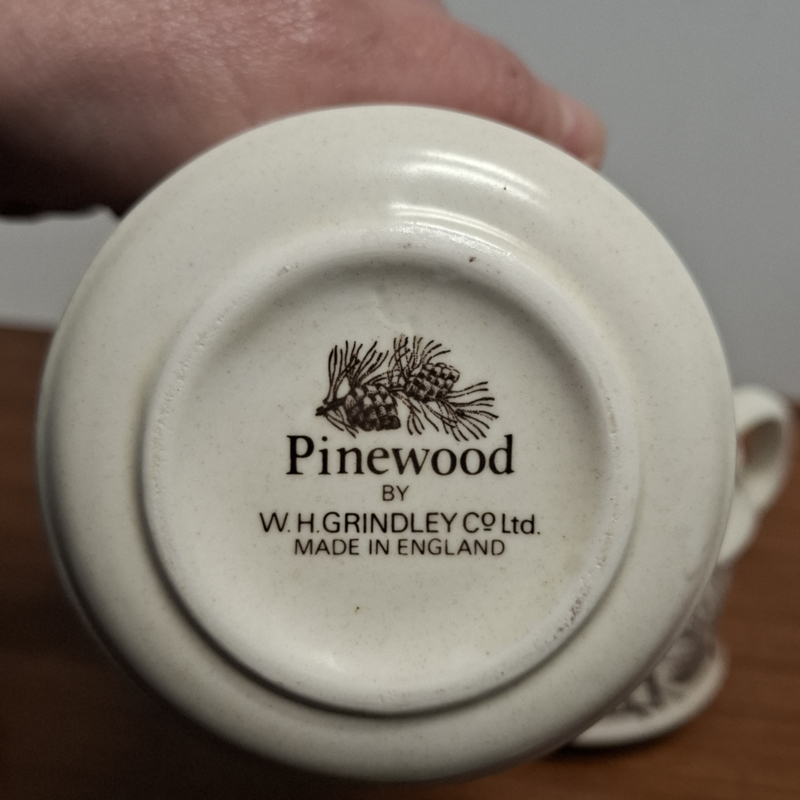 Pinewood
BY
W.H.GRINDLEY Cº Ltd.
MADE IN ENGLAND